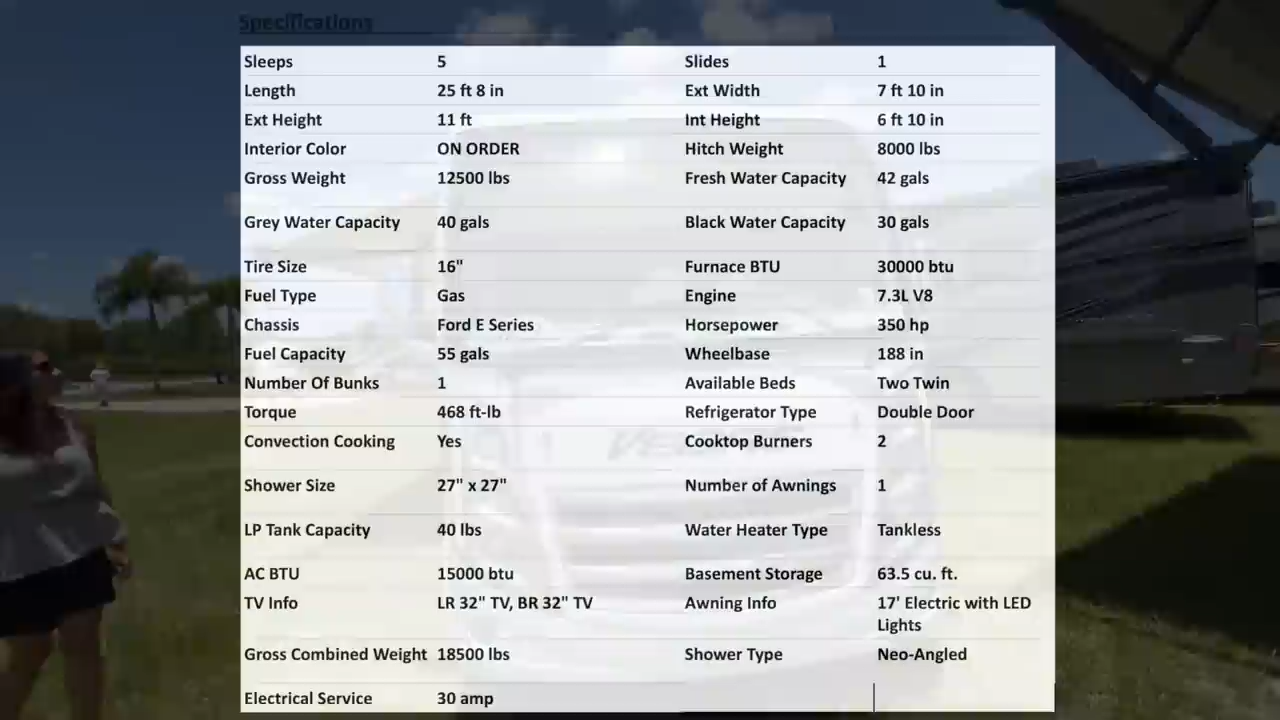 Specifications
Sleeps 5 Slides 1
Length 25 ft 8 in Ext Width 7 ft 10 in
Ext Height 11 ft Int Height 6 ft 10 in
Interior Color ON ORDER Hitch Weight 8000 lbs
Gross Weight 12500 lbs Fresh Water Capacity 42 gals
Grey Water Capacity 40 gals Black Water Capacity 30 gals
Tire Size 16" Furnace BTU 30000 btu
Fuel Type Gas Engine 7.3L V8
Chassis Ford E Series Horsepower 350 hp
Fuel Capacity 55 gals Wheelbase 188 in
Number Of Bunks 1 Available Beds Two Twin
Torque 468 ft-lb Refrigerator Type Double Door
Convection Cooking Yes Cooktop Burners 2
Shower Size 27" x 27" Number of Awnings 1
LP Tank Capacity 40 lbs Water Heater Type Tankless
AC BTU 15000 btu Basement Storage 63.5 cu. ft.
TV Info LR 32" TV, BR 32" TV Awning Info 17' Electric with LED
Lights
Gross Combined Weight 18500 lbs Shower Type Neo-Angled
Electrical Service 30 amp